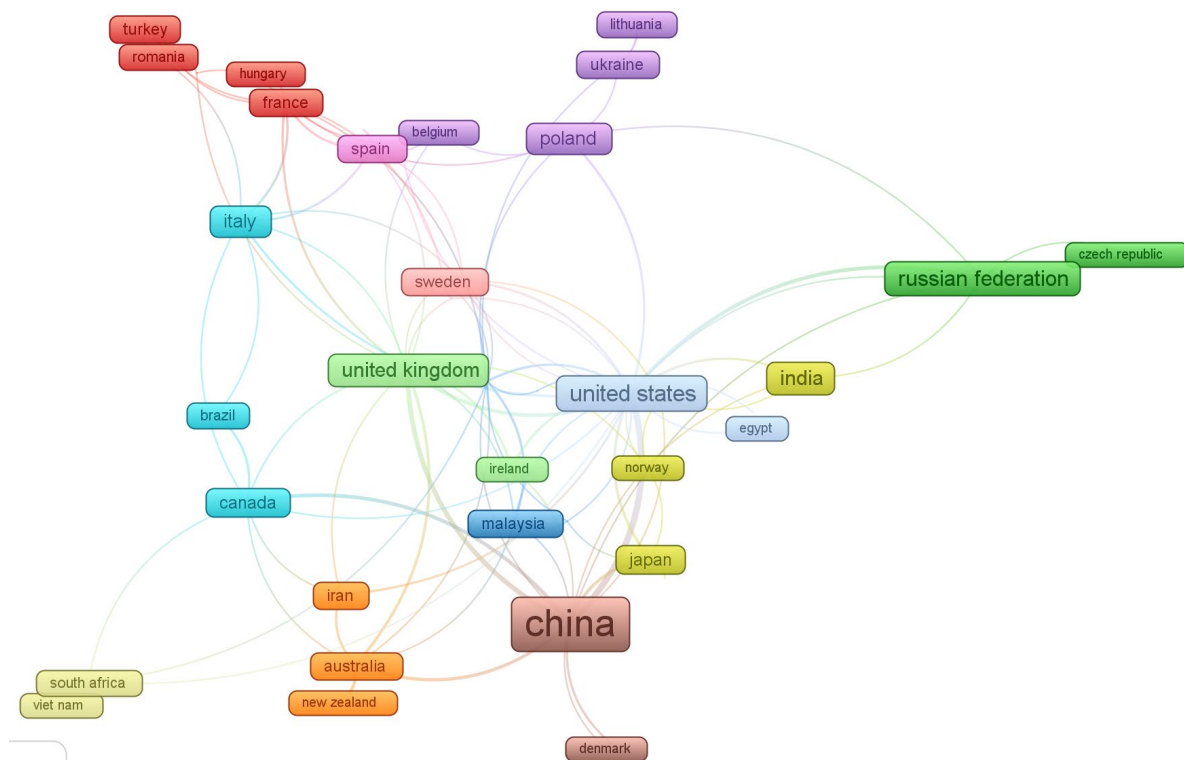 turkey
lithuania
romania
ukraine
hungary
france
belgium
poland
spain
italy
czech republic
russian federation
sweden
united kingdom
india
united states
brazil
egypt
ireland
norway
canada
malaysia
japan
iran
china
australia
south africa
new zealand
viet nam
denmark